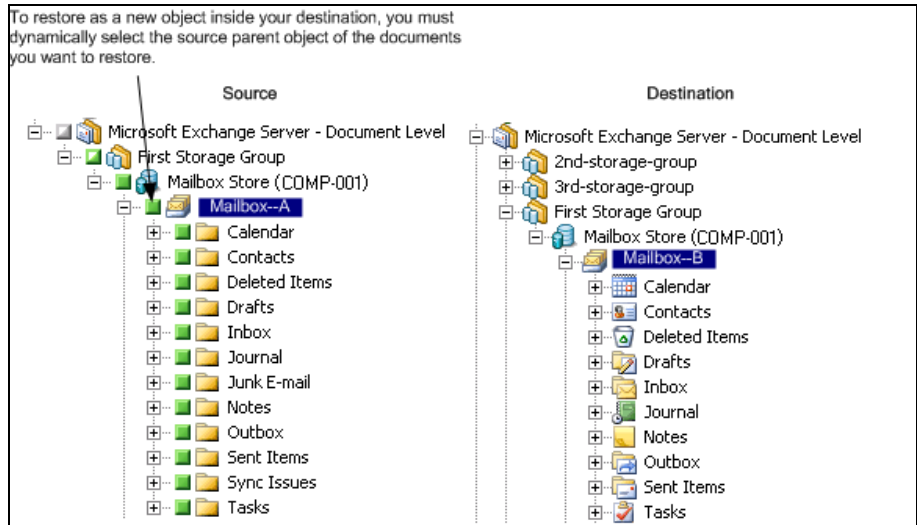 To restore as a new object inside your destination, you must
dynamically select the source parent object of the documents
you want to restore.
Source
Microsoft Exchange Server - Document Level
First Storage Group
Mailbox Store (COMP-001)
Mailbox--A
Calendar
Contacts
Deleted Items
Drafts
Inbox
Journal
Junk E-mail
Notes
Outbox
Sent Items
Sync Issues
Tasks
Destination
Microsoft Exchange Server - Document Level
2nd-storage-group
3rd-storage-group
First Storage Group
Mailbox Store (COMP-001)
Mailbox--B
Calendar
Contacts
Deleted Items
Drafts
Inbox
Journal
Notes
Outbox
Sent Items
Tasks